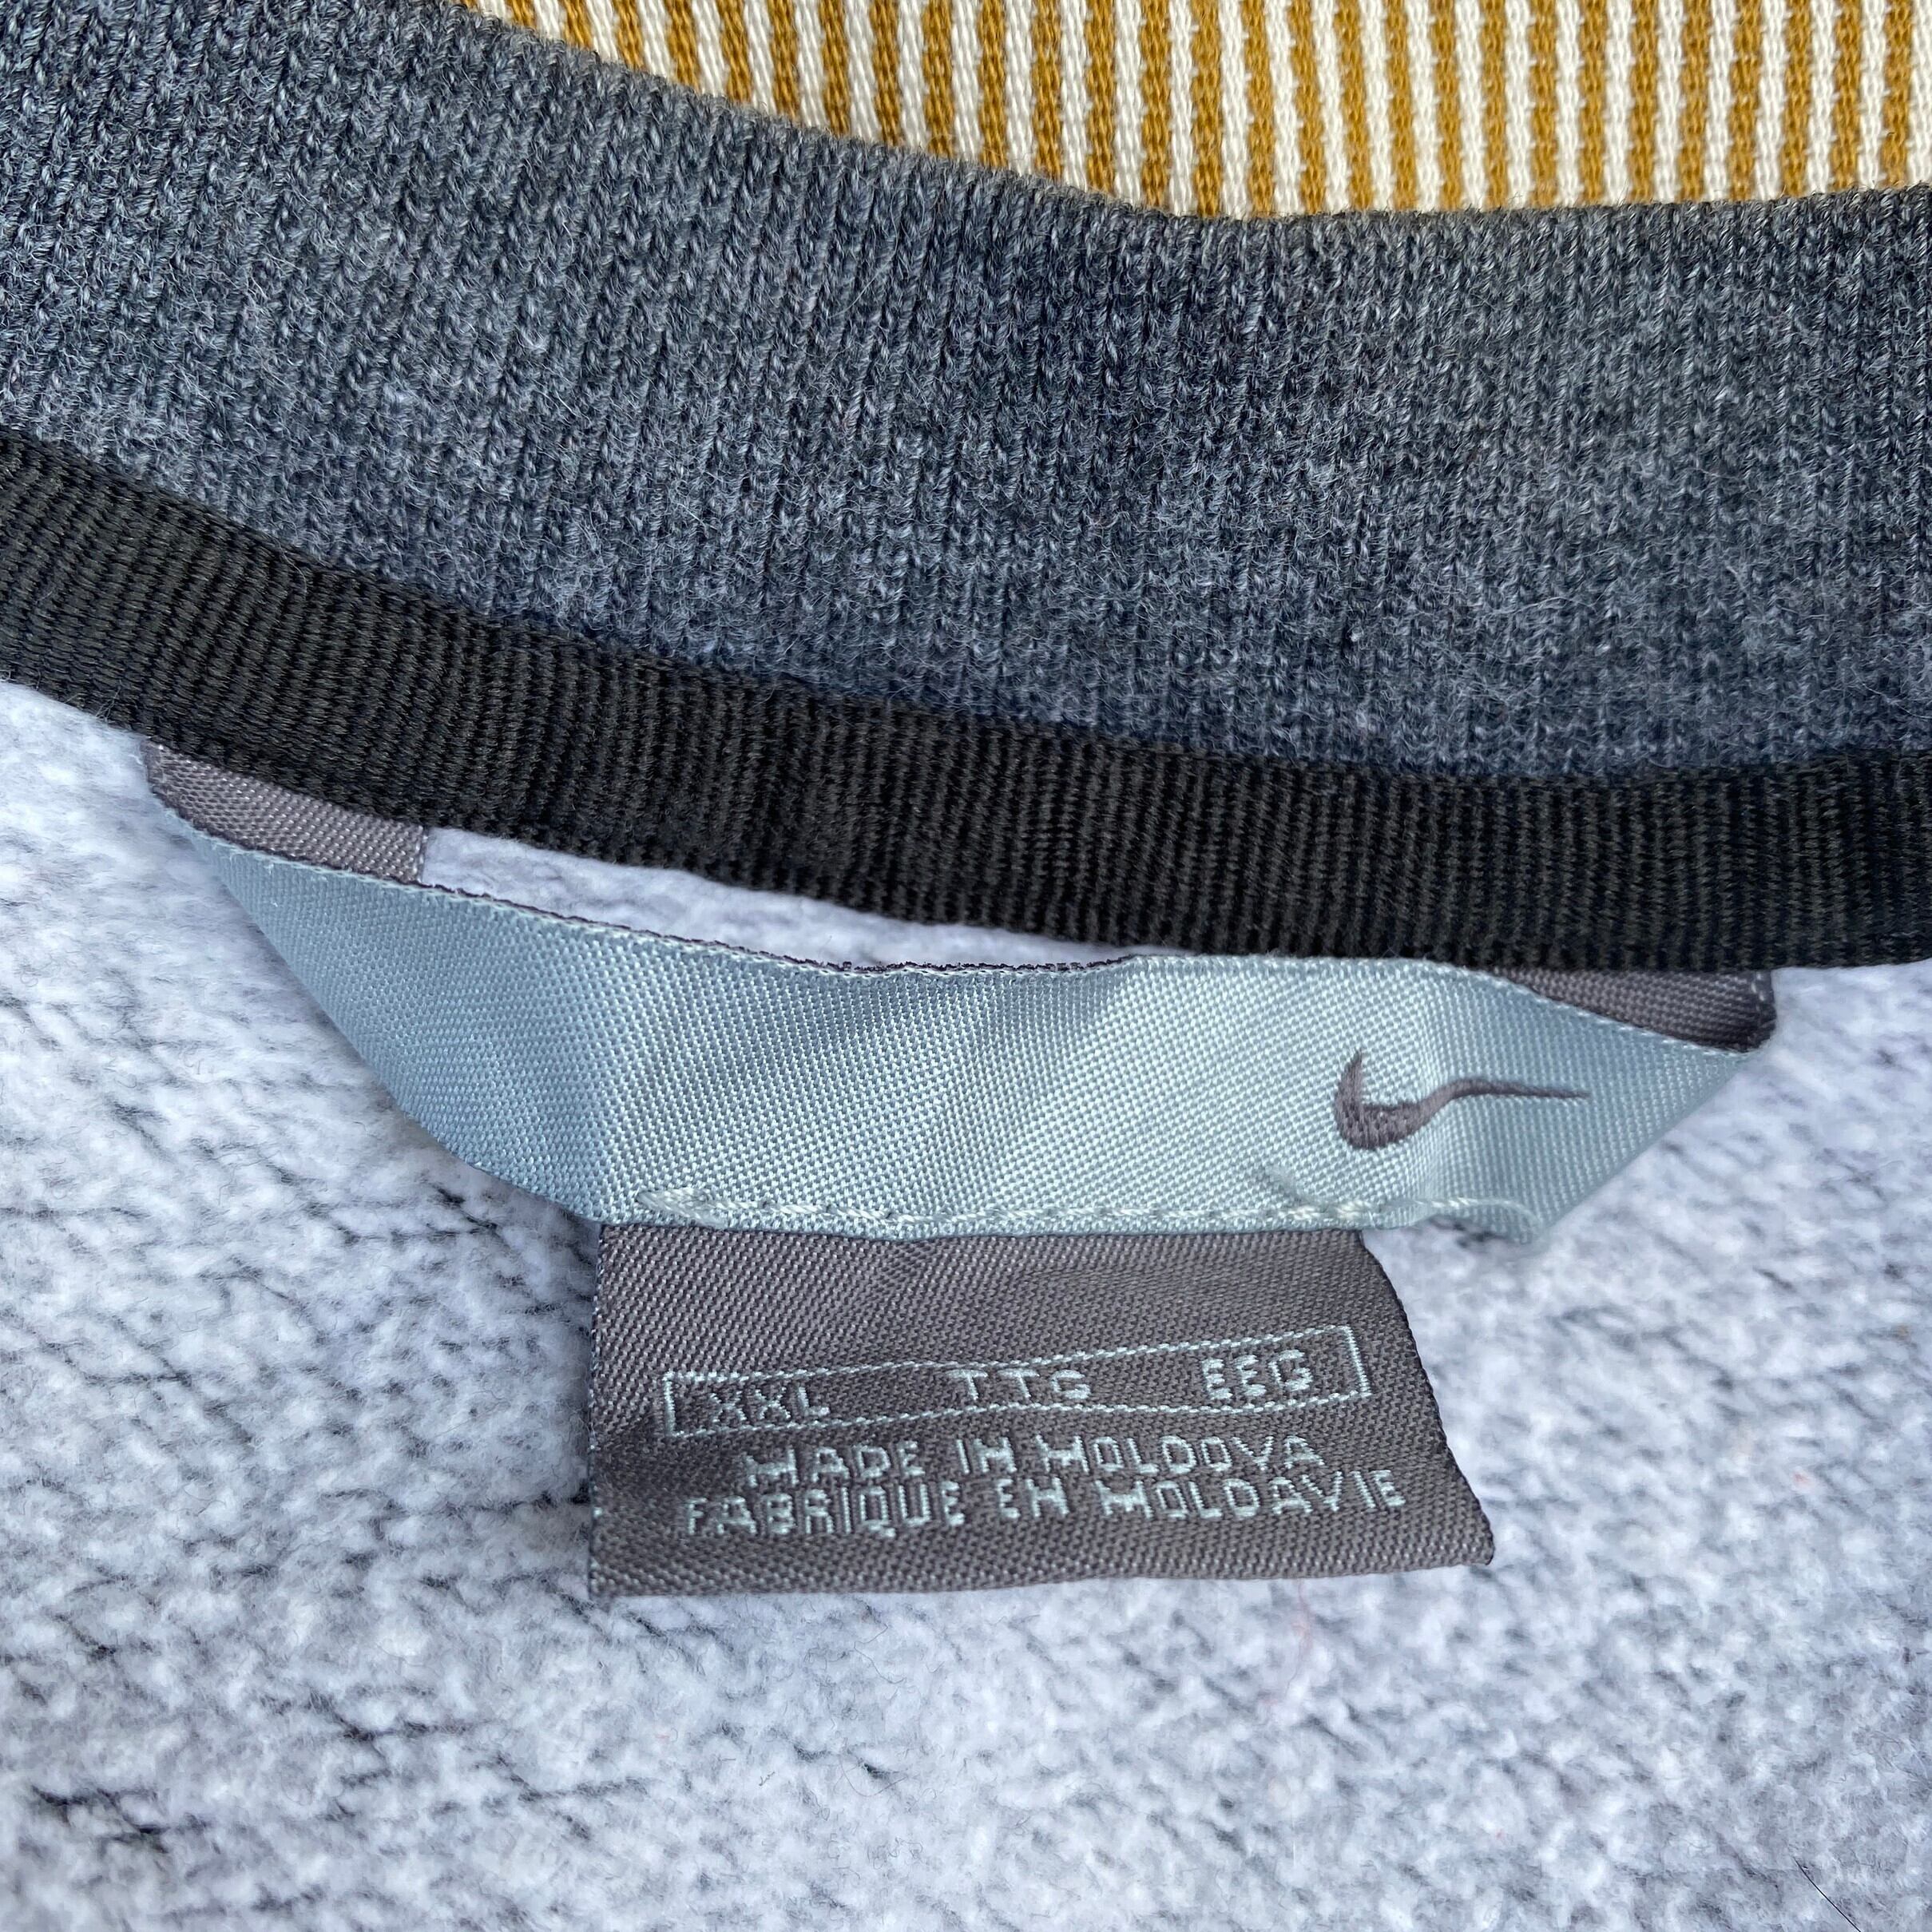 XXL TTG EEG
MADE IN MOLDOVA
FABRIQUE EN MOLDAVIE